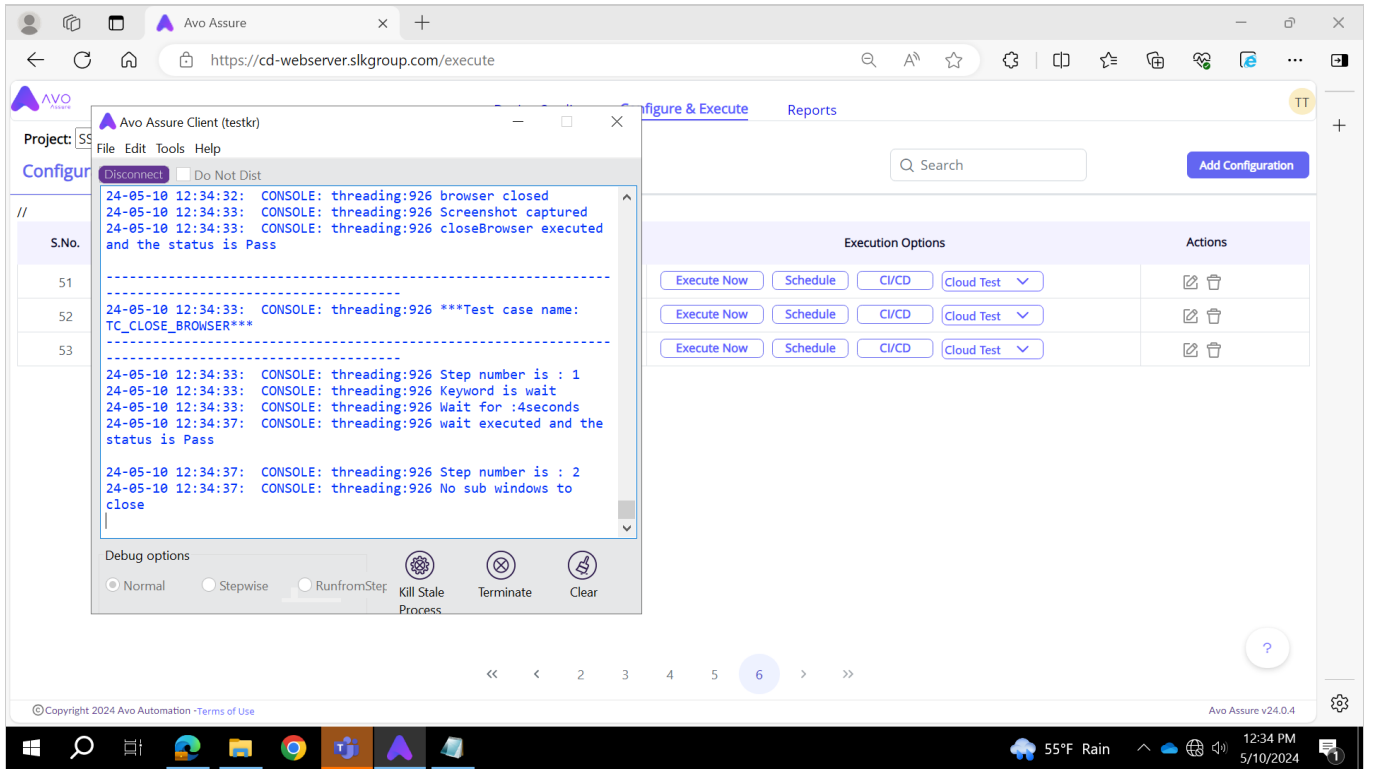 Avo Assure
https://cd-webserver.slkgroup.com/execute
AVO
Assure
Configure & Execute
Reports
TT
Project:
Avo Assure Client (testkr)
File Edit Tools Help
Disconnect
Do Not Dist
Search
Add Configuration
24-05-10 12:34:32: CONSOLE: threading:926 browser closed
24-05-10 12:34:33: CONSOLE: threading:926 Screenshot captured
24-05-10 12:34:33: CONSOLE: threading:926 closeBrowser executed
and the status is Pass
----------------------------------------------------------------
-------------------------------------
24-05-10 12:34:33: CONSOLE: threading:926 ***Test case name:
TC_CLOSE_BROWSER***
----------------------------------------------------------------
-------------------------------------
24-05-10 12:34:33: CONSOLE: threading:926 Step number is : 1
24-05-10 12:34:33: CONSOLE: threading:926 Keyword is wait
24-05-10 12:34:33: CONSOLE: threading:926 Wait for :4seconds
24-05-10 12:34:37: CONSOLE: threading:926 wait executed and the
status is Pass
24-05-10 12:34:37: CONSOLE: threading:926 Step number is : 2
24-05-10 12:34:37: CONSOLE: threading:926 No sub windows to
close
Debug options
Normal
Stepwise
RunfromStep
Kill Stale
Process
Terminate
Clear
//
S.No.
Execution Options
Actions
51
Execute Now Schedule CI/CD Cloud Test
52
Execute Now Schedule CI/CD Cloud Test
53
Execute Now Schedule CI/CD Cloud Test
?
<< < 2 3 4 5 6 > >>
©Copyright 2024 Avo Automation -Terms of Use
Avo Assure v24.0.4
55°F Rain
12:34 PM
5/10/2024
1